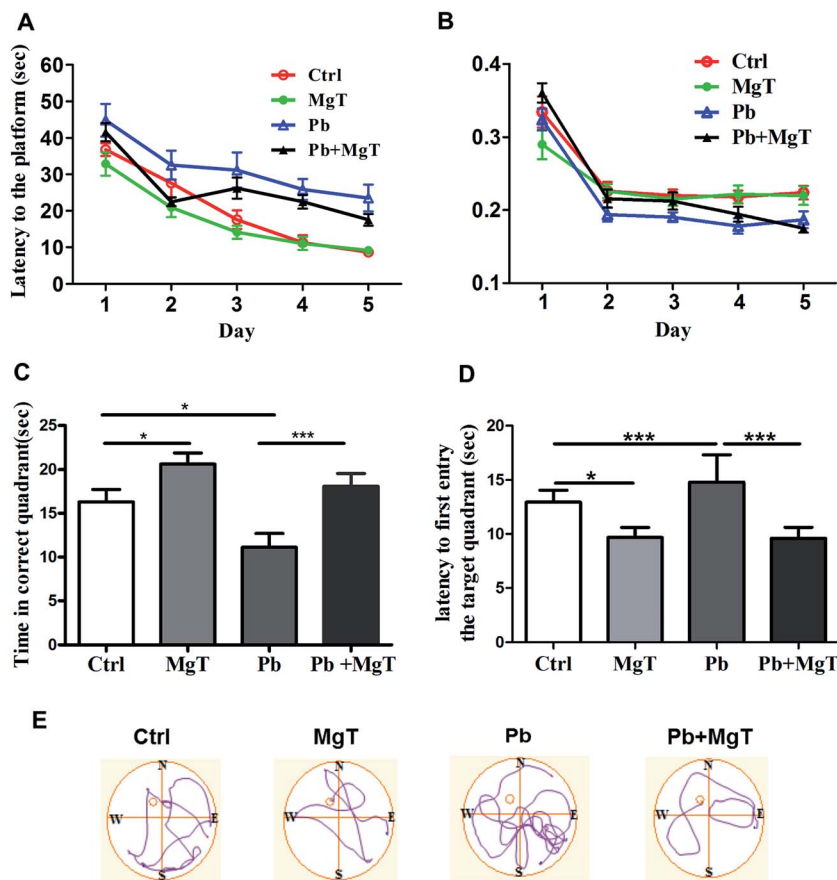 A
Latency to the platform (sec)
60
50
40
30
20
10
0
Ctrl
MgT
Pb
Pb+MgT
1 2 3 4 5
Day
B
0.4
0.3
0.2
0.1
Ctrl
MgT
Pb
Pb+MgT
1 2 3 4 5
Day
C
Time in correct quadrant(sec)
25
20
15
10
5
0
*
*
***
Ctrl MgT Pb Pb +MgT
D
latency to first entry
the target quadrant (sec)
20
15
10
5
0
***
***
*
Ctrl MgT Pb Pb+MgT
E
Ctrl MgT Pb Pb+MgT
N N N N
W E W E W E W E
S S S S